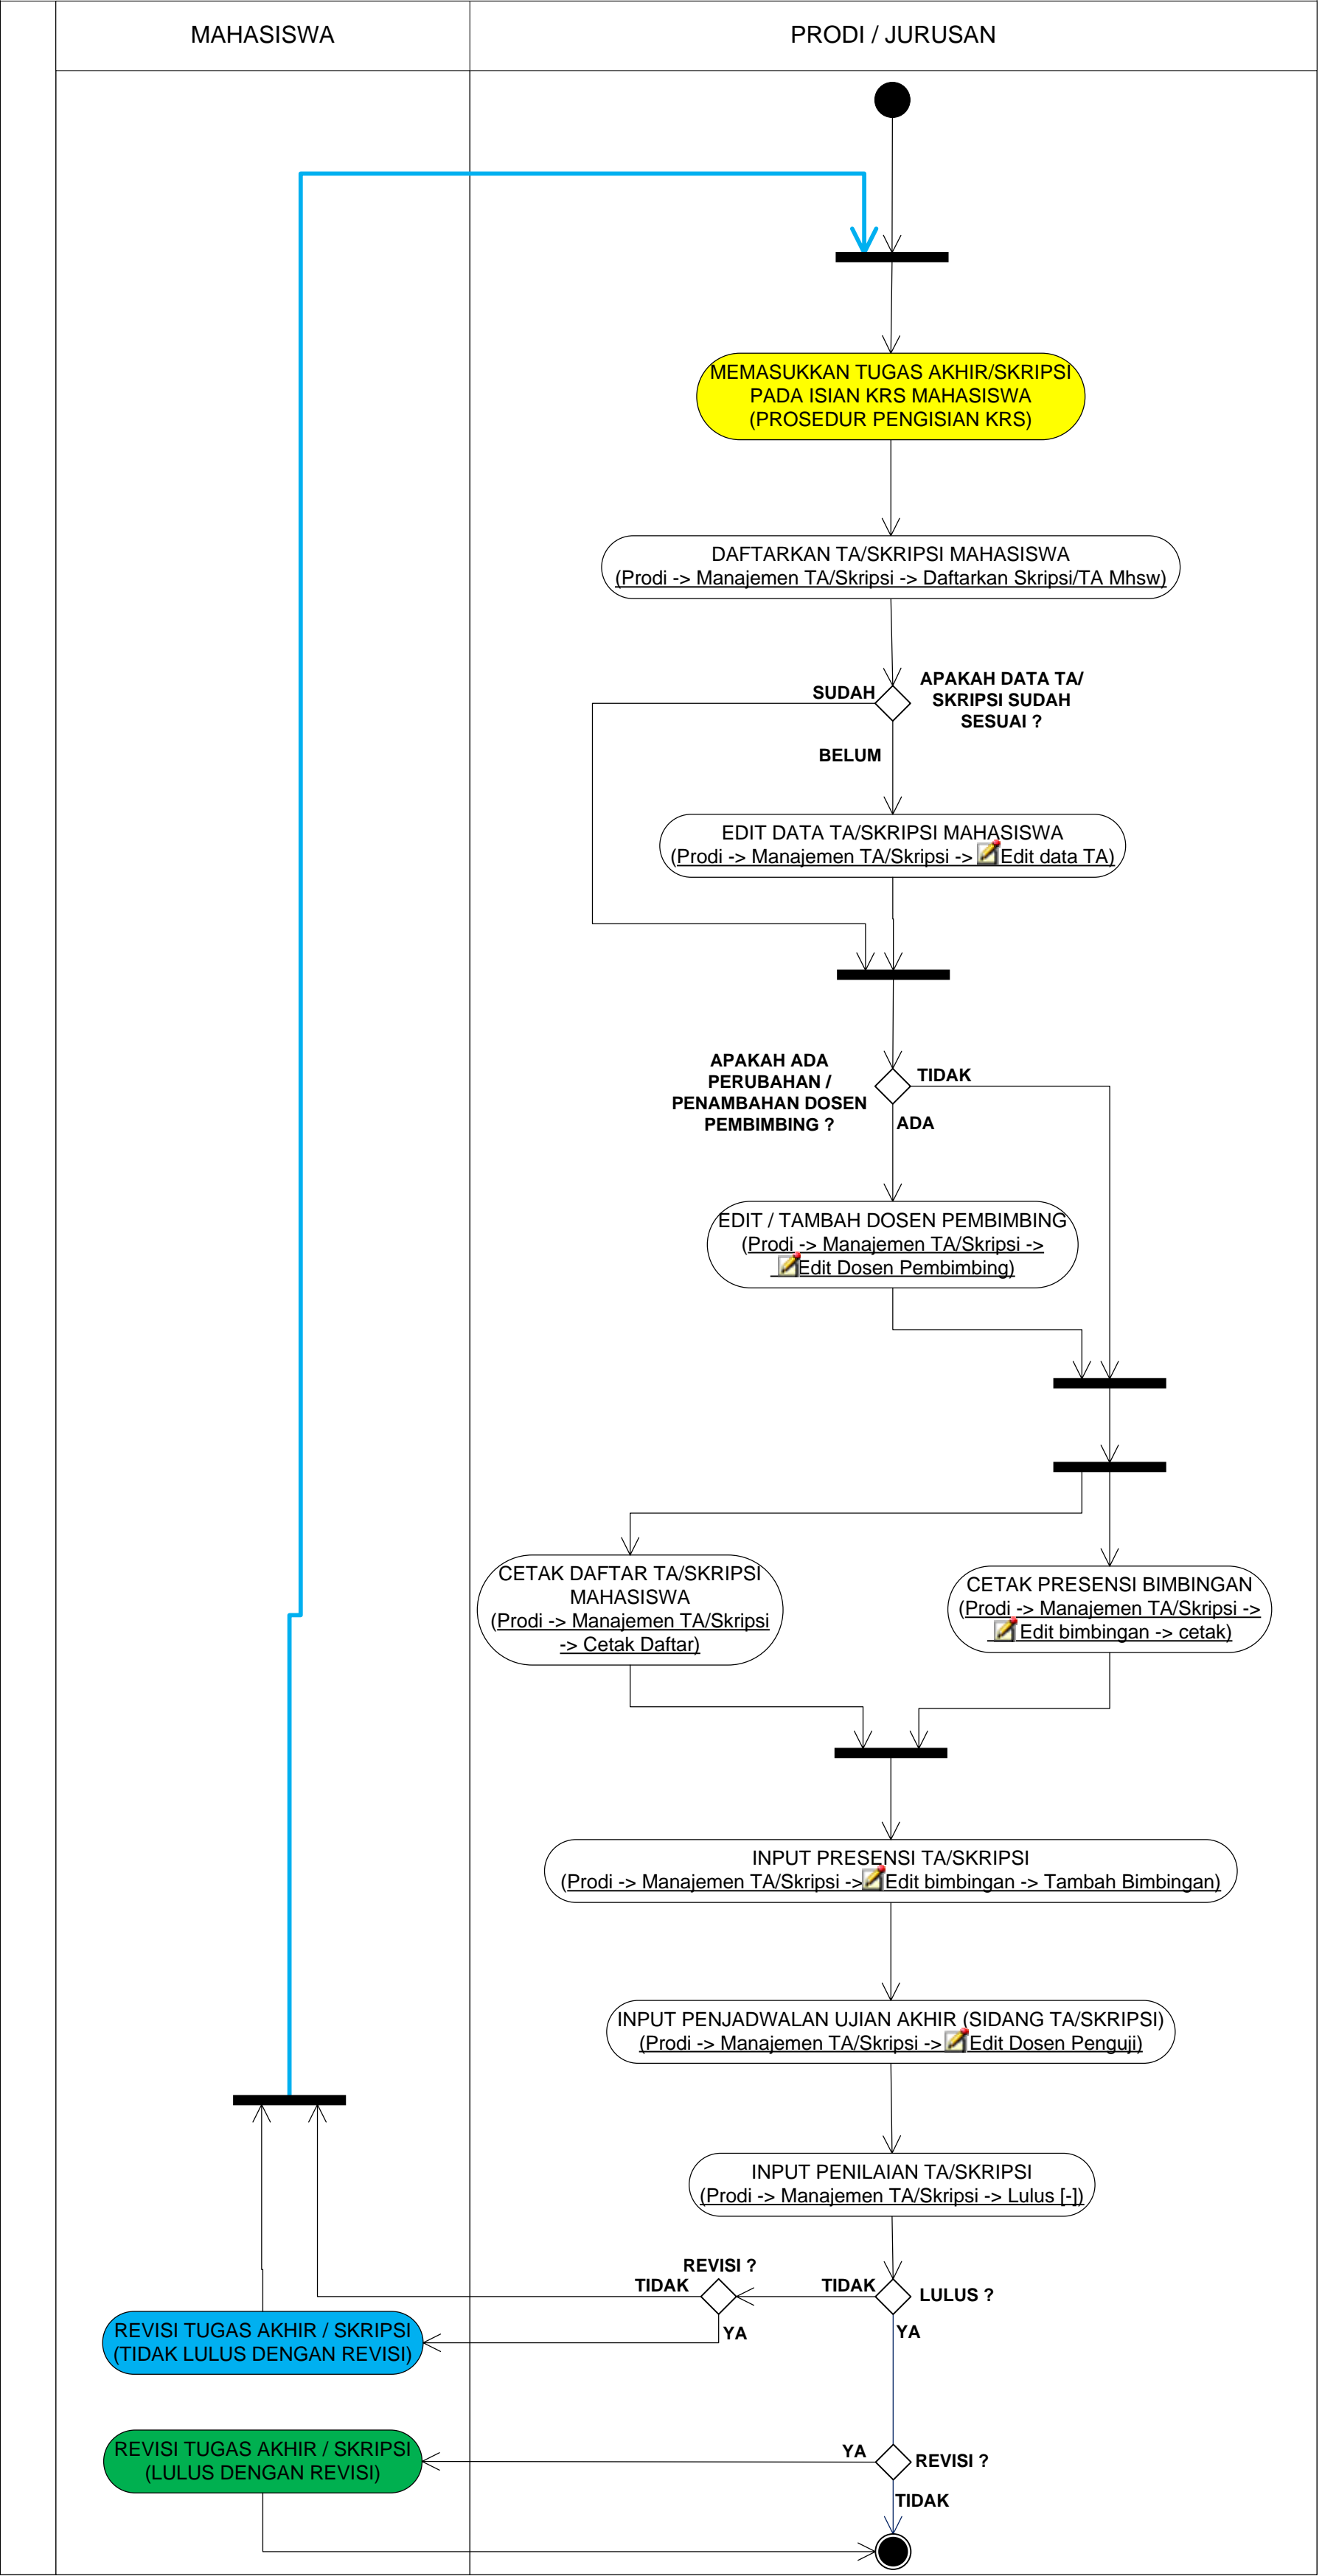 MAHASISWA
PRODI / JURUSAN
MEMASUKKAN TUGAS AKHIR/SKRIPSI
PADA ISIAN KRS MAHASISWA
(PROSEDUR PENGISIAN KRS)
DAFTARKAN TA/SKRIPSI MAHASISWA
(Prodi -> Manajemen TA/Skripsi -> Daftarkan Skripsi/TA Mhsw)
SUDAH
APAKAH DATA TA/
SKRIPSI SUDAH
SESUAI ?
BELUM
EDIT DATA TA/SKRIPSI MAHASISWA
(Prodi -> Manajemen TA/Skripsi -> Edit data TA)
APAKAH ADA
PERUBAHAN /
PENAMBAHAN DOSEN
PEMBIMBING ?
TIDAK
ADA
EDIT / TAMBAH DOSEN PEMBIMBING
(Prodi -> Manajemen TA/Skripsi ->
Edit Dosen Pembimbing)
CETAK DAFTAR TA/SKRIPSI
MAHASISWA
(Prodi -> Manajemen TA/Skripsi
-> Cetak Daftar)
CETAK PRESENSI BIMBINGAN
(Prodi -> Manajemen TA/Skripsi ->
Edit bimbingan -> cetak)
INPUT PRESENSI TA/SKRIPSI
(Prodi -> Manajemen TA/Skripsi -> Edit bimbingan -> Tambah Bimbingan)
INPUT PENJADWALAN UJIAN AKHIR (SIDANG TA/SKRIPSI)
(Prodi -> Manajemen TA/Skripsi -> Edit Dosen Penguji)
INPUT PENILAIAN TA/SKRIPSI
(Prodi -> Manajemen TA/Skripsi -> Lulus [-])
REVISI ?
TIDAK
TIDAK
LULUS ?
YA
YA
REVISI TUGAS AKHIR / SKRIPSI
(TIDAK LULUS DENGAN REVISI)
REVISI TUGAS AKHIR / SKRIPSI
(LULUS DENGAN REVISI)
YA
REVISI ?
TIDAK